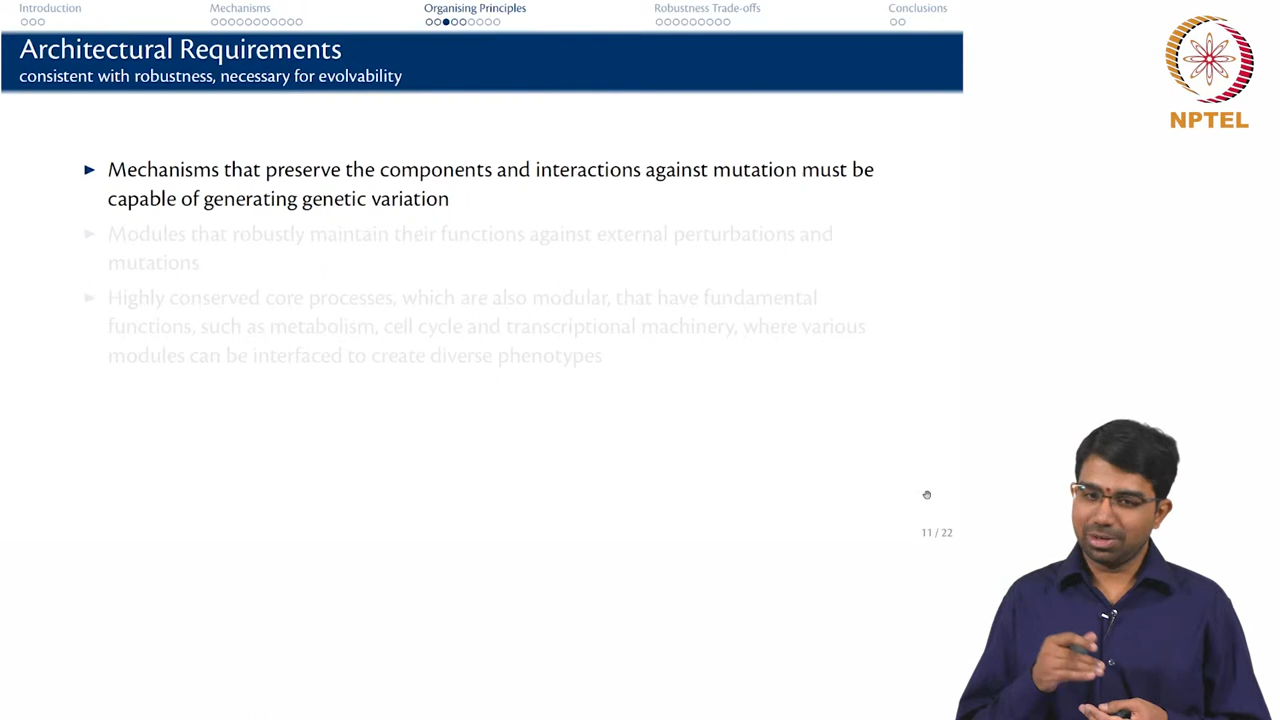 Introduction
Mechanisms
Organising Principles
Robustness Trade-offs
Conclusions
Architectural Requirements
consistent with robustness, necessary for evolvability
NPTEL
Mechanisms that preserve the components and interactions against mutation must be
capable of generating genetic variation
Modules that robustly maintain their functions against external perturbations and
mutations
Highly conserved core processes, which are also modular, that have fundamental
functions, such as metabolism, cell cycle and transcriptional machinery, where various
modules can be interfaced to create diverse phenotypes
11 / 22